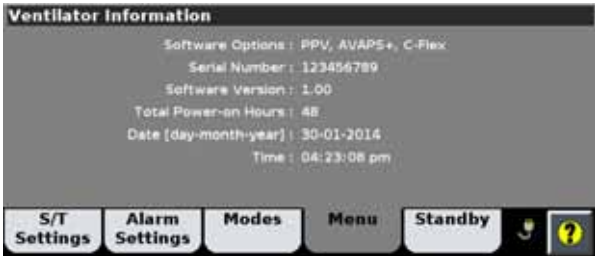 Ventilator Information
Software Options : PPV, AVAPS+, C-Flex
Serial Number : 123456789
Software Version : 1.00
Total Power-on Hours : 48
Date [day-month-year] : 30-01-2014
Time : 04:23:08 pm
S/T Settings
Alarm Settings
Modes
Menu
Standby
?